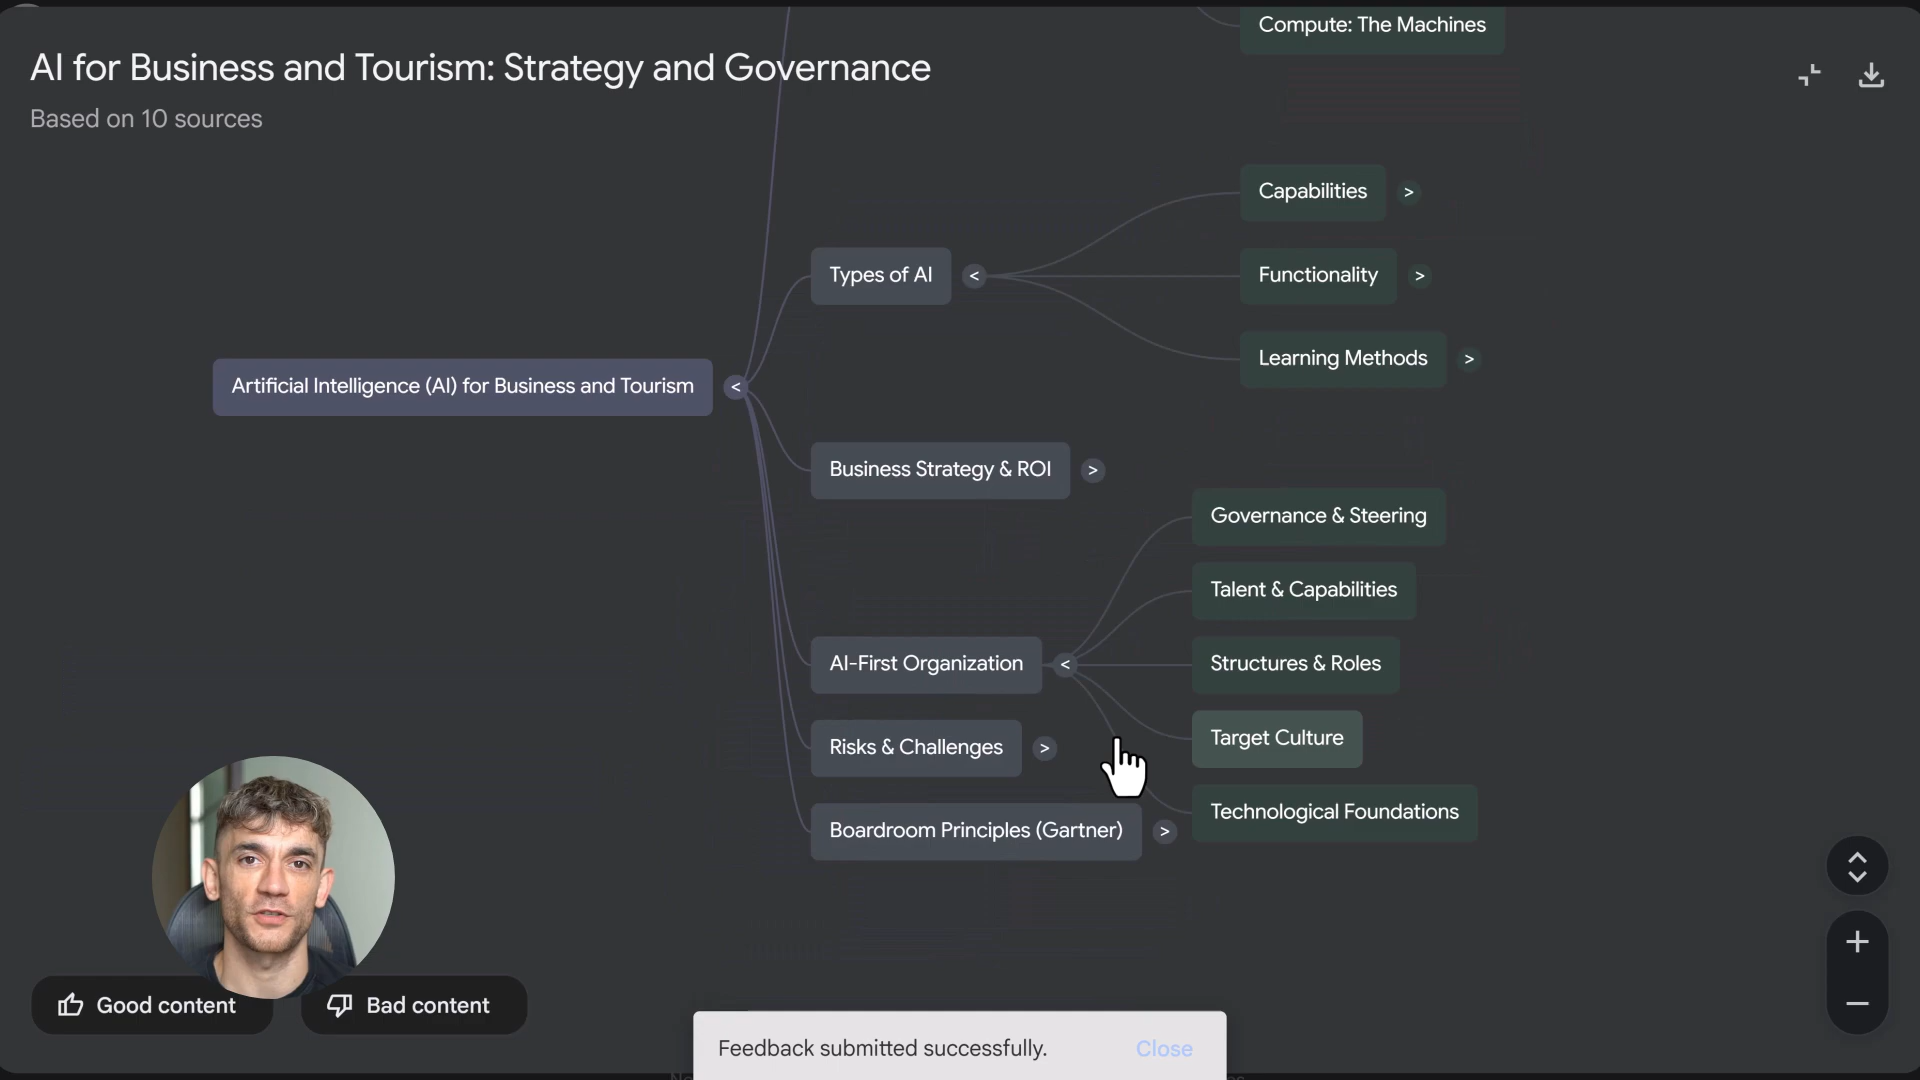 Compute: The Machines
AI for Business and Tourism: Strategy and Governance
Based on 10 sources
Capabilities >
Types of AI <
Functionality >
Learning Methods >
Artificial Intelligence (AI) for Business and Tourism <
Business Strategy & ROI >
Governance & Steering
Talent & Capabilities
AI-First Organization <
Structures & Roles
Target Culture
Risks & Challenges >
Technological Foundations
Boardroom Principles (Gartner) >
Good content
Bad content
Feedback submitted successfully.
Close